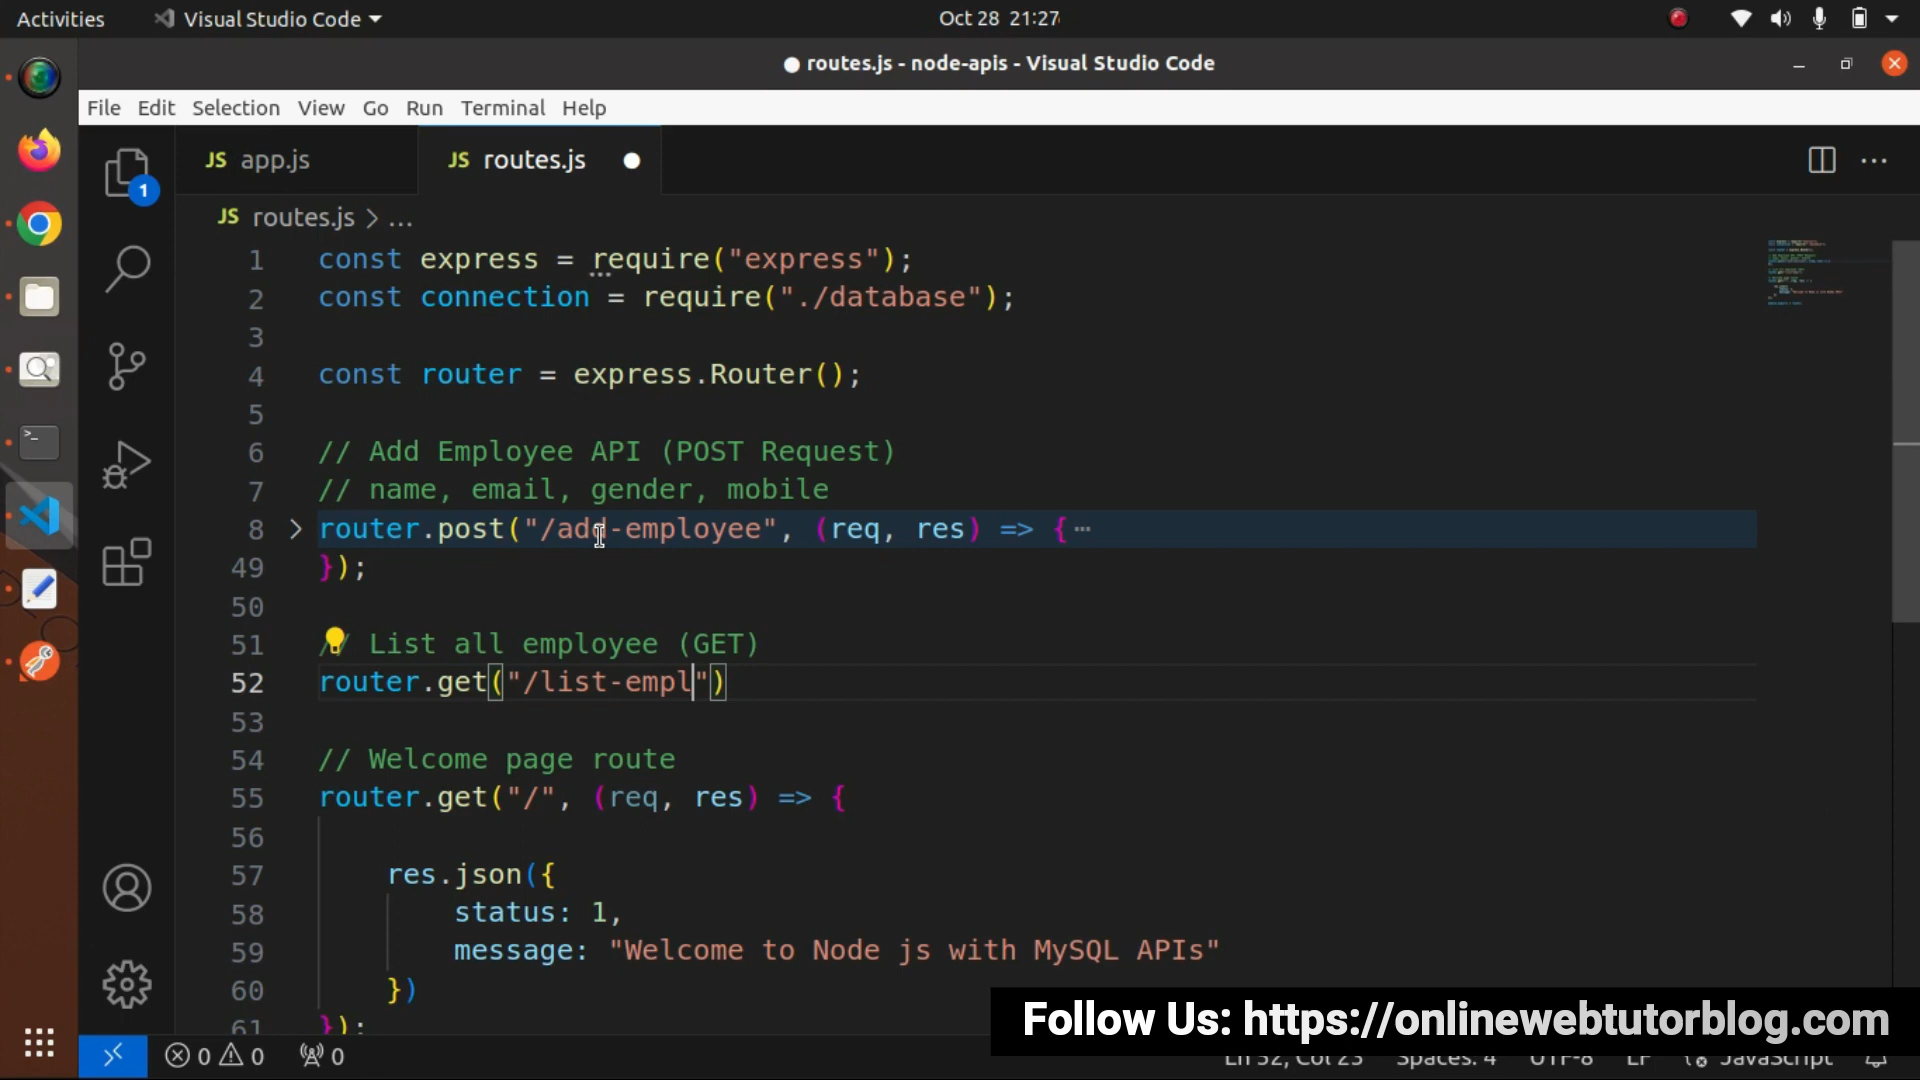 Activities
Visual Studio Code
Oct 28 21:27
routes.js - node-apis - Visual Studio Code
File Edit Selection View Go Run Terminal Help
JS app.js
JS routes.js
1
JS routes.js > ...
1 const express = require("express");
2 const connection = require("./database");
3
4 const router = express.Router();
5
6 // Add Employee API (POST Request)
7 // name, email, gender, mobile
8 router.post("/add-employee", (req, res) => {
49 });
50
51 // List all employee (GET)
52 router.get("/list-empl")
53
54 // Welcome page route
55 router.get("/", (req, res) => {
56
57 res.json({
58 status: 1,
59 message: "Welcome to Node js with MySQL APIs"
60 })
61 });
Follow Us: https://onlinewebtutorblog.com
0 0 0
Ln 52, Col 23 Spaces: 4 UTF-8 LF JavaScript